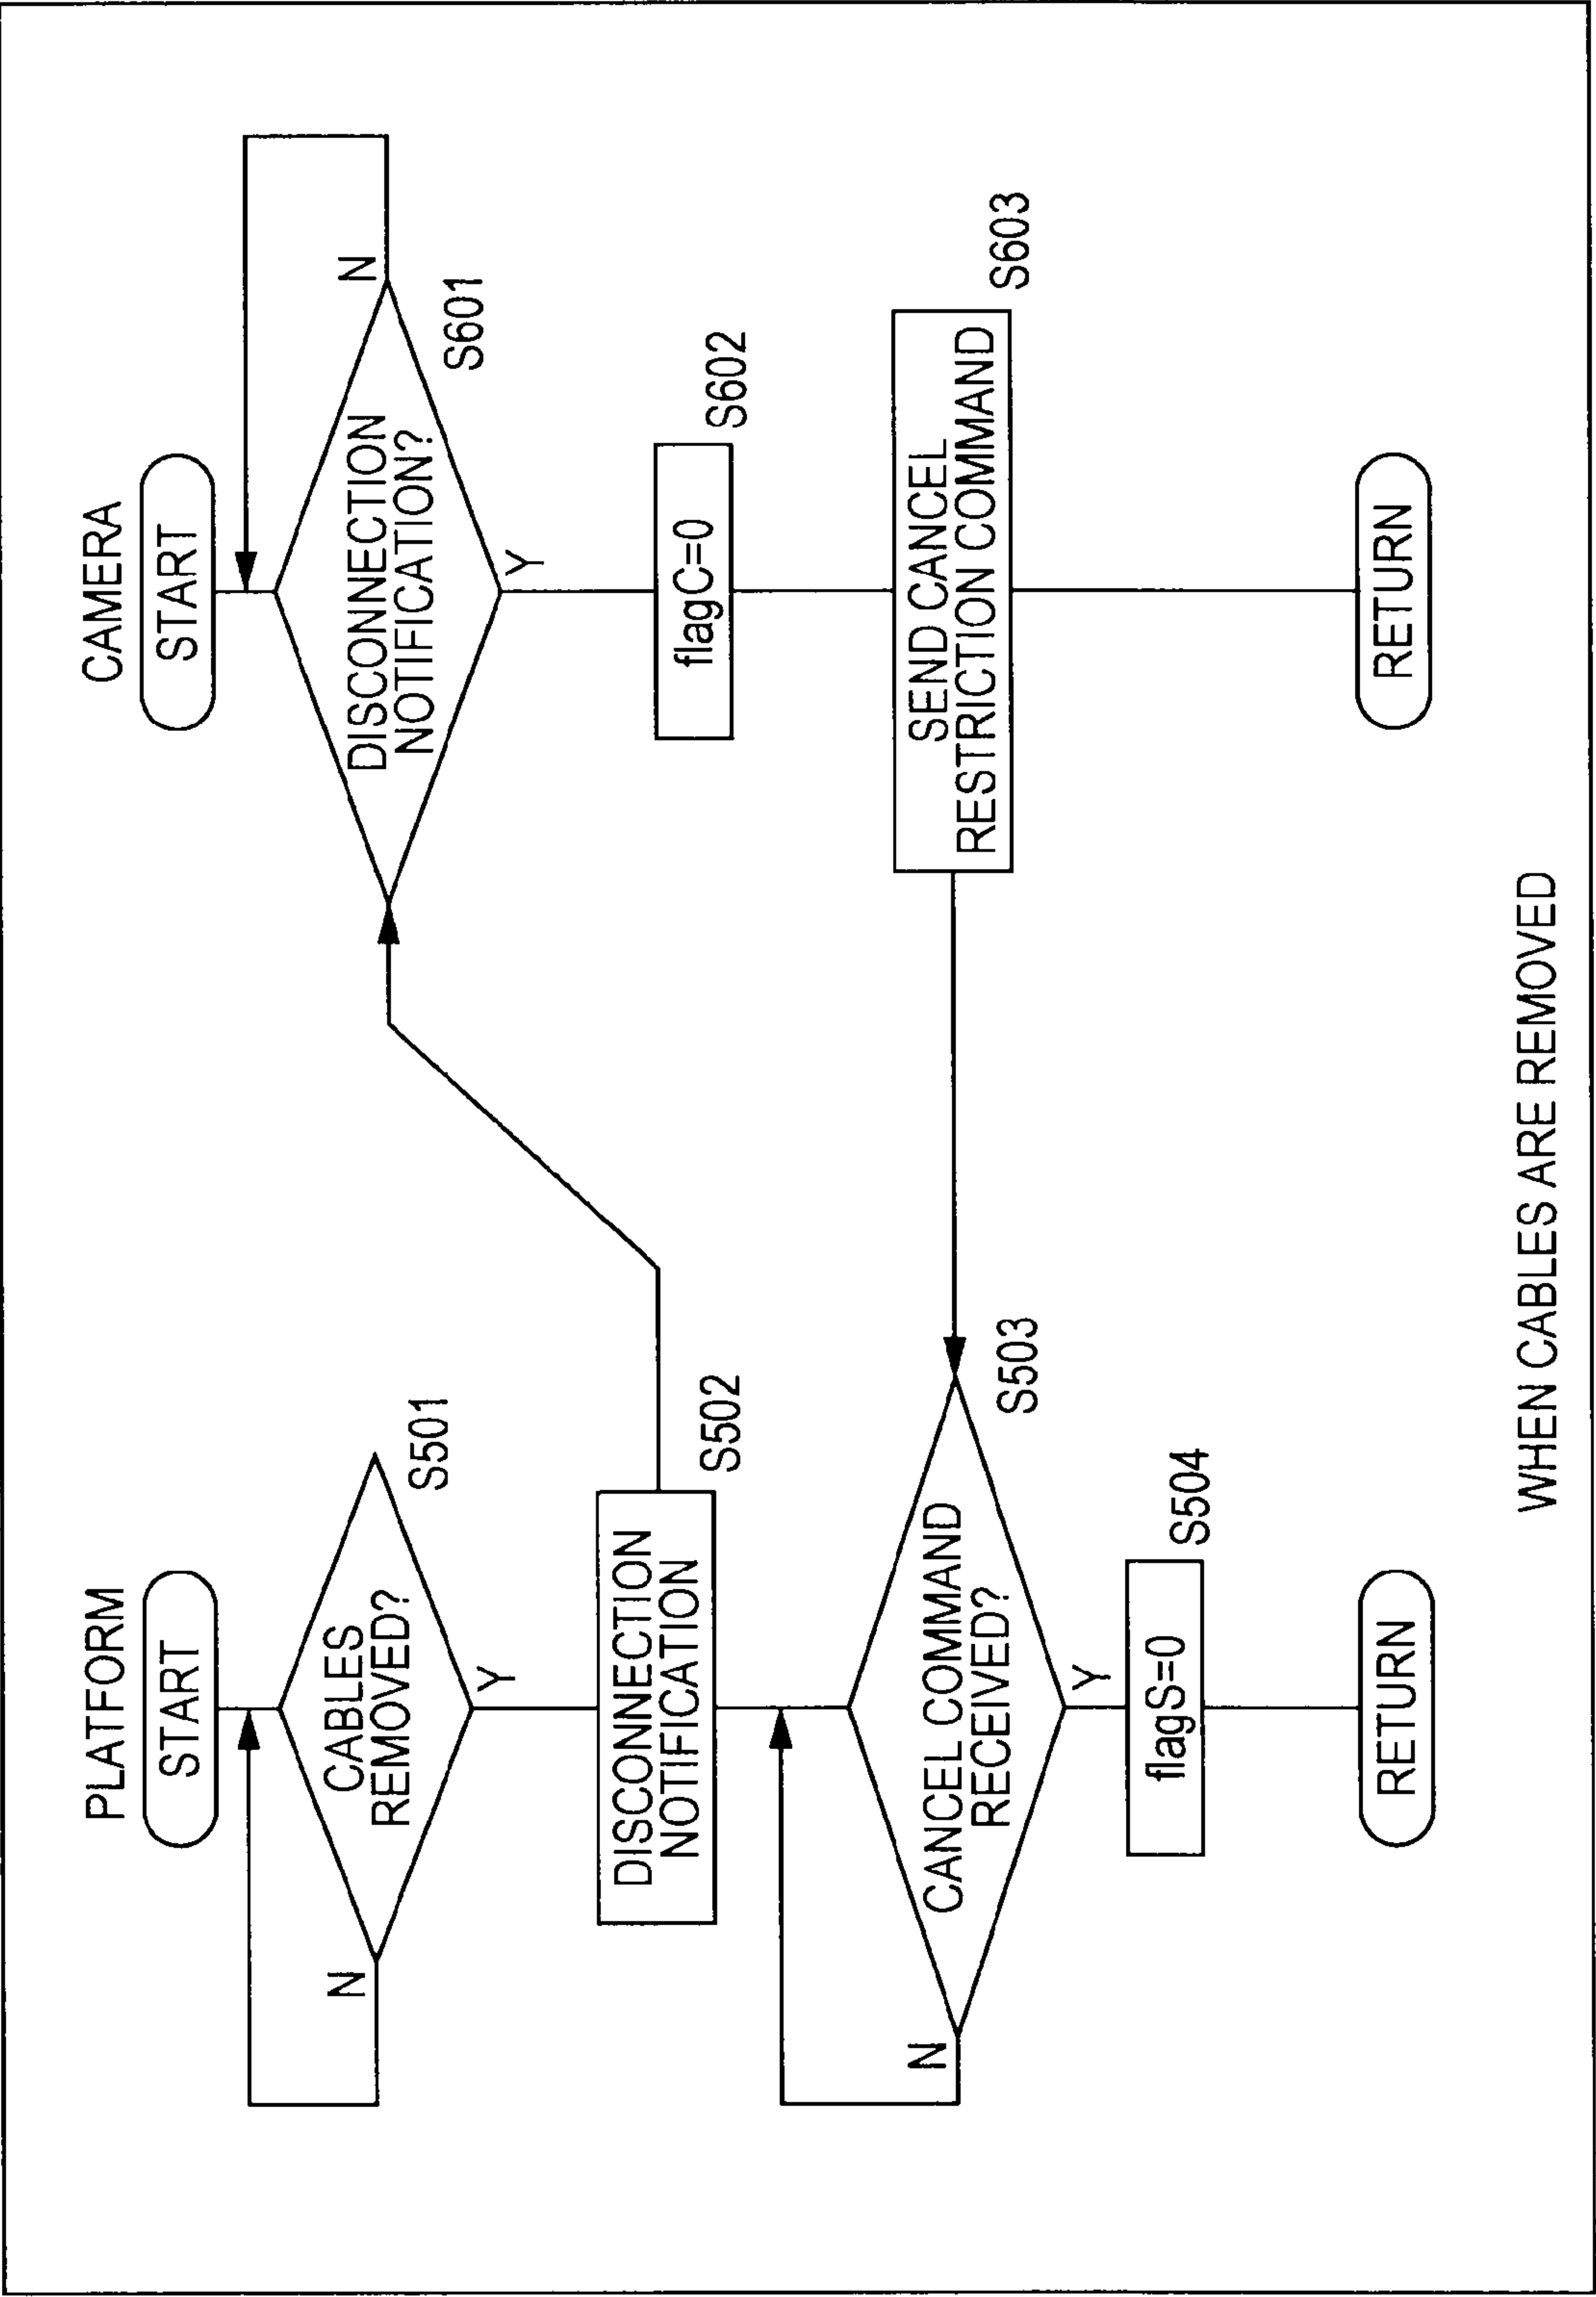 PLATFORM
START
CABLES
REMOVED?
S501
N
Y
DISCONNECTION
NOTIFICATION
S502
CANCEL COMMAND
RECEIVED?
S503
N
Y
flagS=0
S504
RETURN
CAMERA
START
DISCONNECTION
NOTIFICATION?
N
S601
Y
flagC=0
S602
SEND CANCEL
RESTRICTION COMMAND
S603
RETURN
WHEN CABLES ARE REMOVED